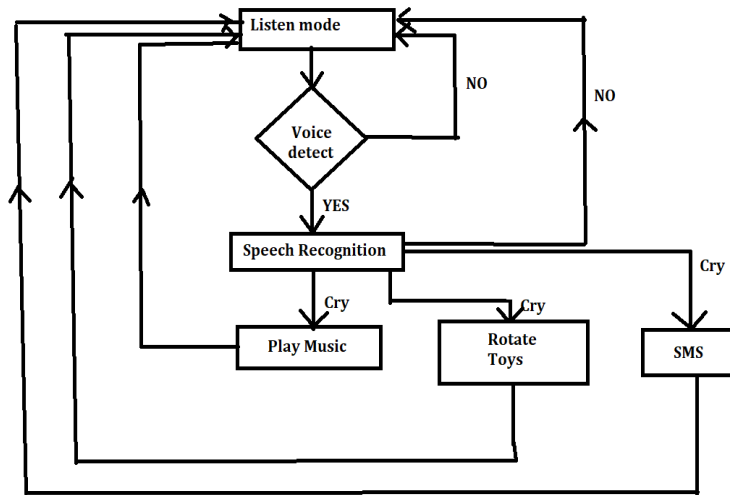 Listen mode
NO
NO
Voice
detect
YES
Speech Recognition
Cry
Cry
Cry
Play Music
Rotate
Toys
SMS